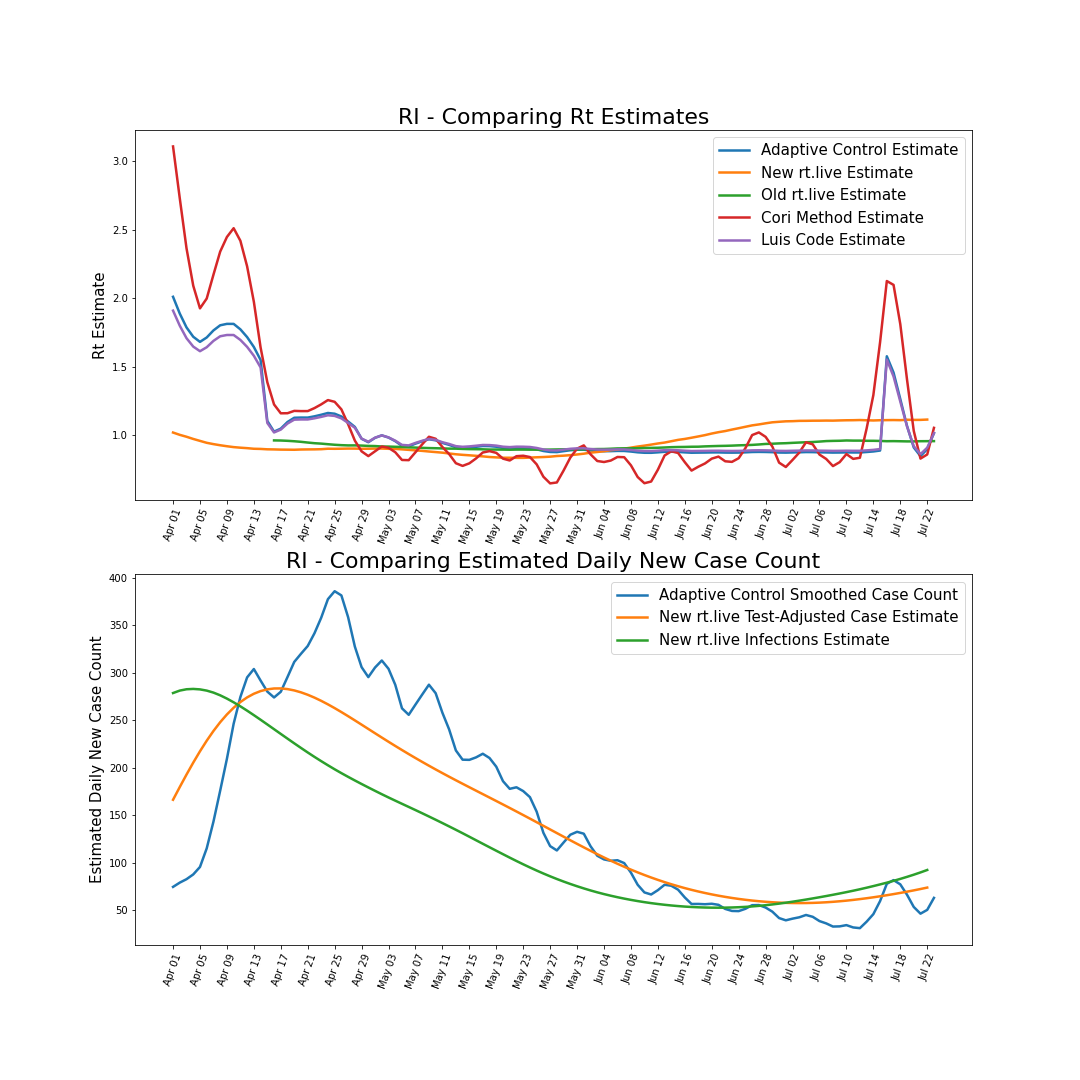 RI - Comparing Rt Estimates
Rt Estimate
3.0
2.5
2.0
1.5
1.0
Adaptive Control Estimate
New rt.live Estimate
Old rt.live Estimate
Cori Method Estimate
Luis Code Estimate
Apr 01 Apr 05 Apr 09 Apr 13 Apr 17 Apr 21 Apr 25 Apr 29 May 03 May 07 May 11 May 15 May 19 May 23 May 27 May 31 Jun 04 Jun 08 Jun 12 Jun 16 Jun 20 Jun 24 Jun 28 Jul 02 Jul 06 Jul 10 Jul 14 Jul 18 Jul 22
RI - Comparing Estimated Daily New Case Count
Estimated Daily New Case Count
400
350
300
250
200
150
100
50
Adaptive Control Smoothed Case Count
New rt.live Test-Adjusted Case Estimate
New rt.live Infections Estimate
Apr 01 Apr 05 Apr 09 Apr 13 Apr 17 Apr 21 Apr 25 Apr 29 May 03 May 07 May 11 May 15 May 19 May 23 May 27 May 31 Jun 04 Jun 08 Jun 12 Jun 16 Jun 20 Jun 24 Jun 28 Jul 02 Jul 06 Jul 10 Jul 14 Jul 18 Jul 22